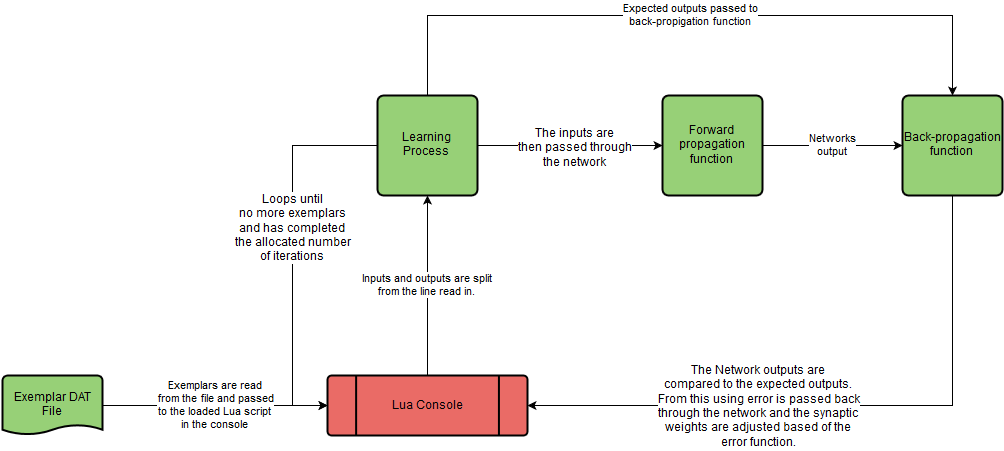 Expected outputs passed to
back-propigation function
Learning
Process
The inputs are
then passed through
the network
Forward
propagation
function
Networks
output
Back-propagation
function
Loops until
no more exemplars
and has completed
the allocated number
of iterations
Inputs and outputs are split
from the line read in.
Exemplar DAT
File
Exemplars are read
from the file and passed
to the loaded Lua script
in the console
Lua Console
The Network outputs are
compared to the expected outputs.
From this using error is passed back
through the network and the synaptic
weights are adjusted based of the
error function.